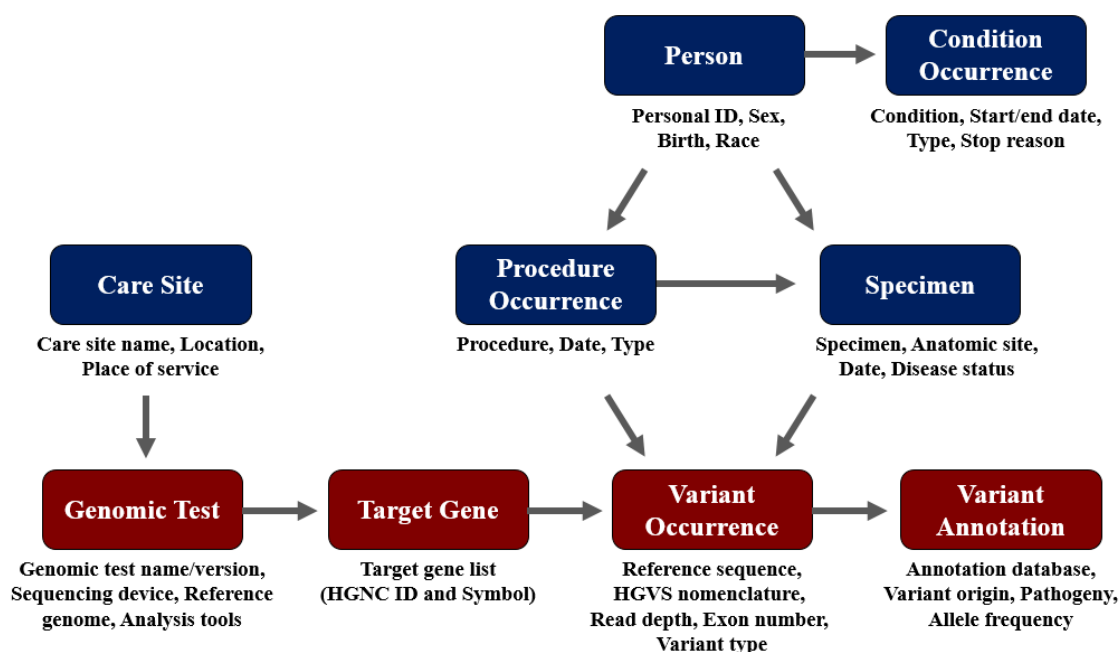 Person
Condition
Occurrence
Personal ID, Sex,
Birth, Race
Condition, Start/end date,
Type, Stop reason
Care Site
Procedure
Occurrence
Specimen
Care site name, Location,
Place of service
Procedure, Date, Type
Specimen, Anatomic site,
Date, Disease status
Genomic Test
Target Gene
Variant
Occurrence
Variant
Annotation
Genomic test name/version,
Sequencing device, Reference
genome, Analysis tools
Target gene list
(HGNC ID and Symbol)
Reference sequence,
HGVS nomenclature,
Read depth, Exon number,
Variant type
Annotation database,
Variant origin, Pathogeny,
Allele frequency